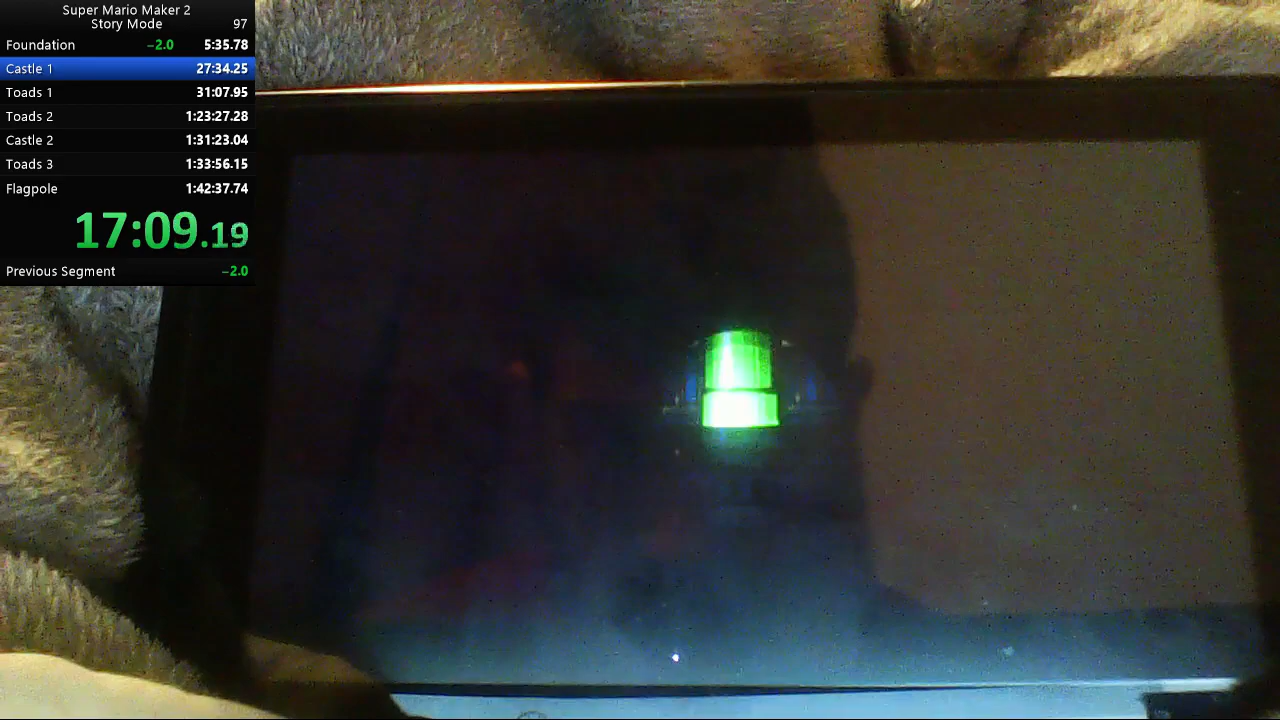 Super Mario Maker 2
Story Mode 97
Foundation −2.0 5:35.78
Castle 1 27:34.25
Toads 1 31:07.95
Toads 2 1:23:27.28
Castle 2 1:31:23.04
Toads 3 1:33:56.15
Flagpole 1:42:37.74
17:09.19
Previous Segment −2.0